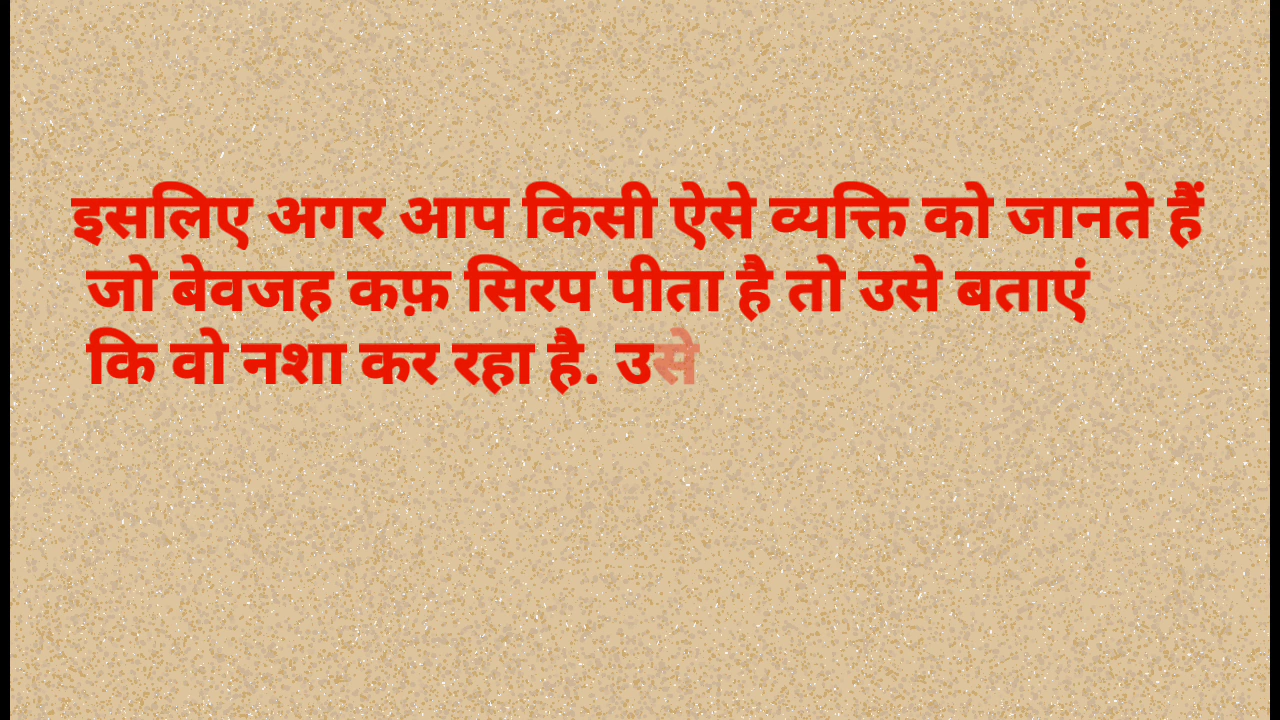 इसलिए अगर आप किसी ऐसे व्यक्ति को जानते हैं
जो बेवजह कफ़ सिरप पीता है तो उसे बताएं
कि वो नशा कर रहा है. उसे